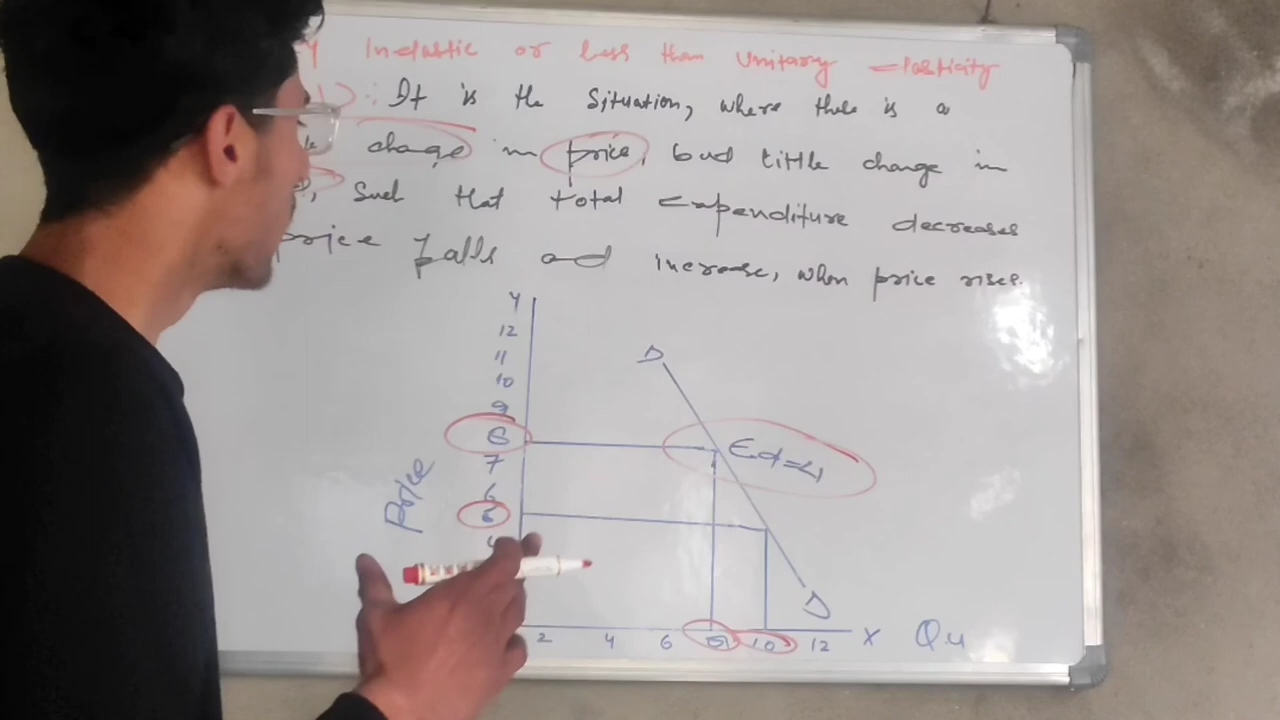 Inelastic or less than Unitary elasticity
) : It is the Situation, where there is a
change in price, bud little change in
, Such that total expenditure decreases
price falls and increase, when price rises.
Y
12
11
10
9
8 Ed=<1
7
6
5
4
Price
D
D
2 4 6 8 10 12 X Q.y